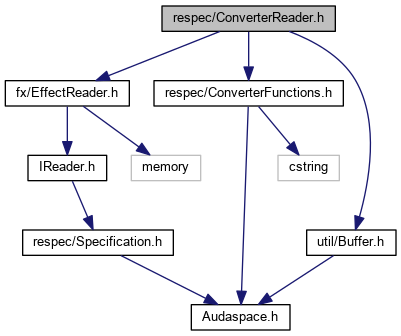 respec/ConverterReader.h
fx/EffectReader.h
respec/ConverterFunctions.h
IReader.h
memory
cstring
respec/Specification.h
util/Buffer.h
Audaspace.h